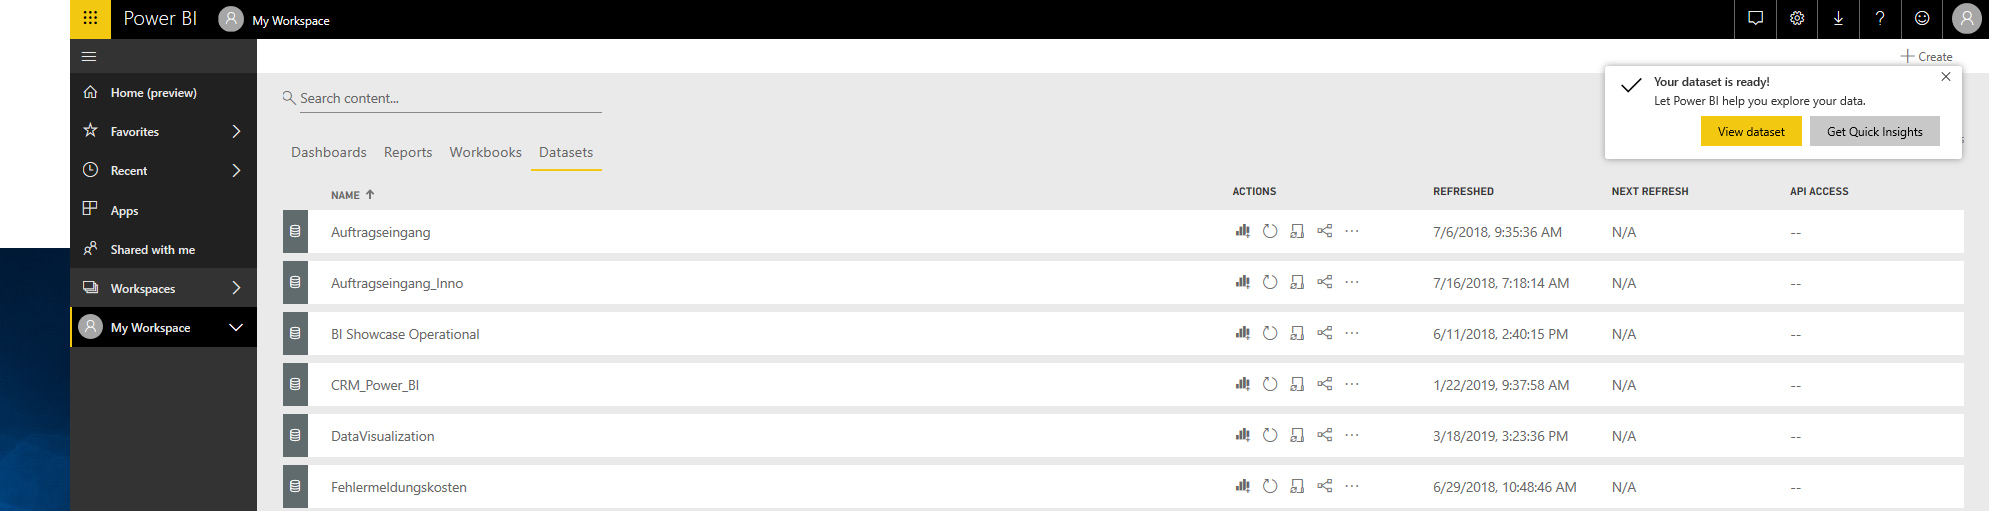 Power BI
My Workspace
Create
Home (preview)
Favorites
Recent
Apps
Shared with me
Workspaces
My Workspace
Search content...
Your dataset is ready!
Let Power BI help you explore your data.
View dataset
Get Quick Insights
Dashboards Reports Workbooks Datasets
NAME ACTIONS REFRESHED NEXT REFRESH API ACCESS
Auftragseingang 7/6/2018, 9:35:36 AM N/A --
Auftragseingang_Inno 7/16/2018, 7:18:14 AM N/A --
BI Showcase Operational 6/11/2018, 2:40:15 PM N/A --
CRM_Power_BI 1/22/2019, 9:37:58 AM N/A --
DataVisualization 3/18/2019, 3:23:36 PM N/A --
Fehlermeldungskosten 6/29/2018, 10:48:46 AM N/A --